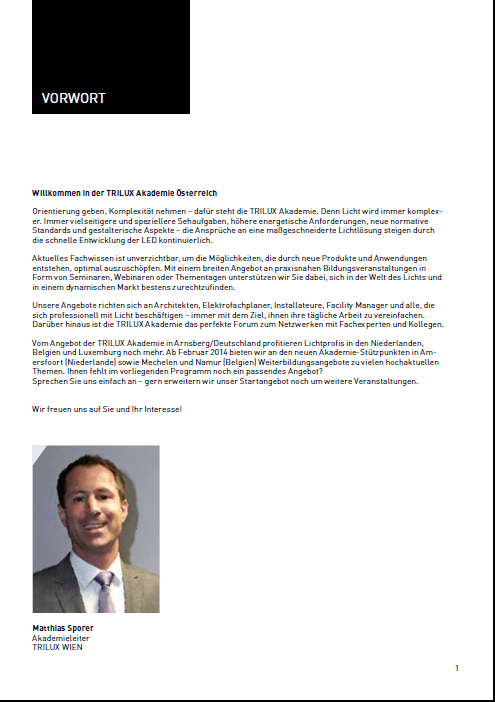 VORWORT
Willkommen in der TRILUX Akademie Österreich
Orientierung geben, Komplexität nehmen – dafür steht die TRILUX Akademie. Denn Licht wird immer komplex-
er. Immer vielseitigere und speziellere Sehaufgaben, höhere energetische Anforderungen, neue normative
Standards und gestalterische Aspekte – die Ansprüche an eine maßgeschneiderte Lichtlösung steigen durch
die schnelle Entwicklung der LED kontinuierlich.
Aktuelles Fachwissen ist unverzichtbar, um die Möglichkeiten, die durch neue Produkte und Anwendungen
entstehen, optimal auszuschöpfen. Mit einem breiten Angebot an praxisnahen Bildungsveranstaltungen in
Form von Seminaren, Webinaren oder Thementagen unterstützen wir Sie dabei, sich in der Welt des Lichts und
in einem dynamischen Markt bestens zurechtzufinden.
Unsere Angebote richten sich an Architekten, Elektrofachplaner, Installateure, Facility Manager und alle, die
sich professionell mit Licht beschäftigen – immer mit dem Ziel, ihnen ihre tägliche Arbeit zu vereinfachen.
Darüber hinaus ist die TRILUX Akademie das perfekte Forum zum Netzwerken mit Fachexperten und Kollegen.
Vom Angebot der TRILUX Akademie in Arnsberg/Deutschland profitieren Lichtprofis in den Niederlanden,
Belgien und Luxemburg noch mehr. Ab Februar 2014 bieten wir an den neuen Akademie-Stützpunkten in Am-
ersfoort (Niederlande) sowie Mechelen und Namur (Belgien) Weiterbildungsangebote zu vielen hochaktuellen
Themen. Ihnen fehlt im vorliegenden Programm noch ein passendes Angebot?
Sprechen Sie uns einfach an – gern erweitern wir unser Startangebot noch um weitere Veranstaltungen.
Wir freuen uns auf Sie und Ihr Interesse!
Matthias Sporer
Akademieleiter
TRILUX WIEN
1